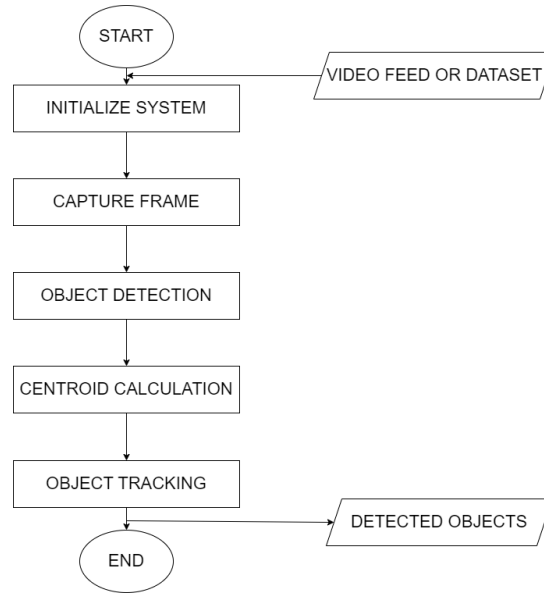 START
VIDEO FEED OR DATASET
INITIALIZE SYSTEM
CAPTURE FRAME
OBJECT DETECTION
CENTROID CALCULATION
OBJECT TRACKING
DETECTED OBJECTS
END